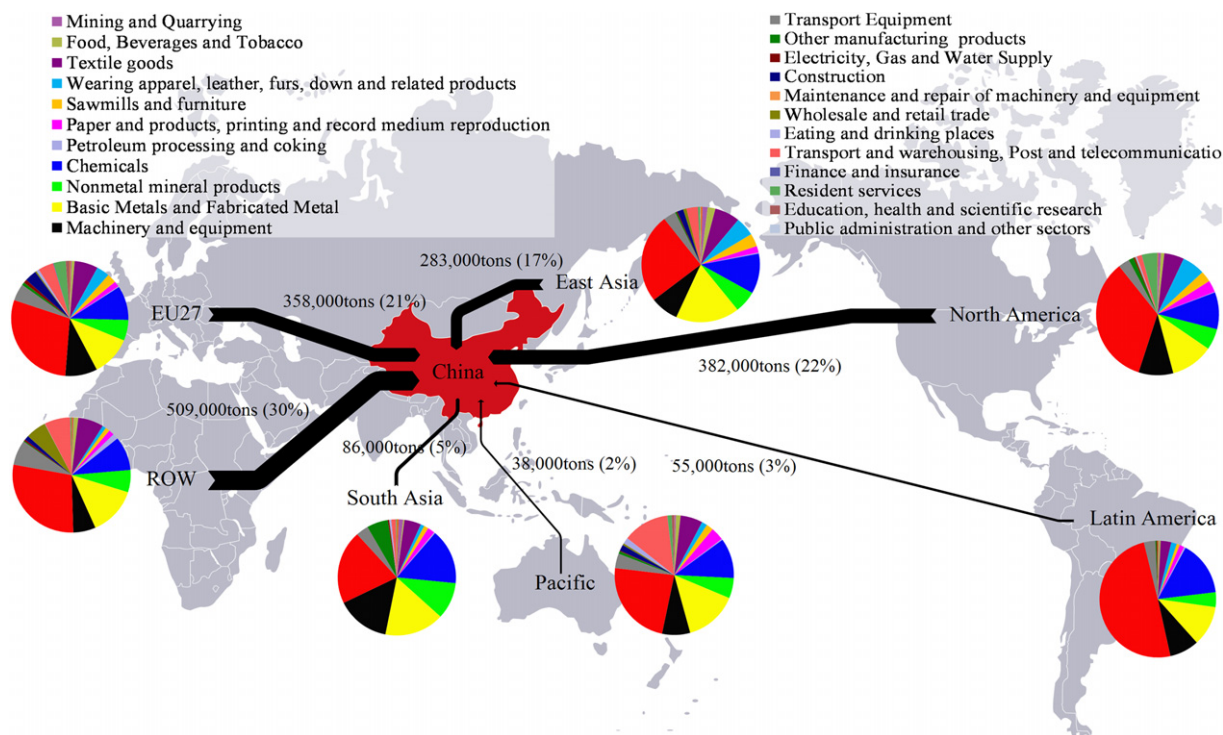 Mining and Quarrying
Food, Beverages and Tobacco
Textile goods
Wearing apparel, leather, furs, down and related products
Sawmills and furniture
Paper and products, printing and record medium reproduction
Petroleum processing and coking
Chemicals
Nonmetal mineral products
Basic Metals and Fabricated Metal
Machinery and equipment
Transport Equipment
Other manufacturing products
Electricity, Gas and Water Supply
Construction
Maintenance and repair of machinery and equipment
Wholesale and retail trade
Eating and drinking places
Transport and warehousing, Post and telecommunicatio
Finance and insurance
Resident services
Education, health and scientific research
Public administration and other sectors
283,000tons (17%)
East Asia
358,000tons (21%)
EU27
North America
382,000tons (22%)
China
509,000tons (30%)
ROW
86,000tons (5%)
38,000tons (2%)
55,000tons (3%)
South Asia
Latin America
Pacific